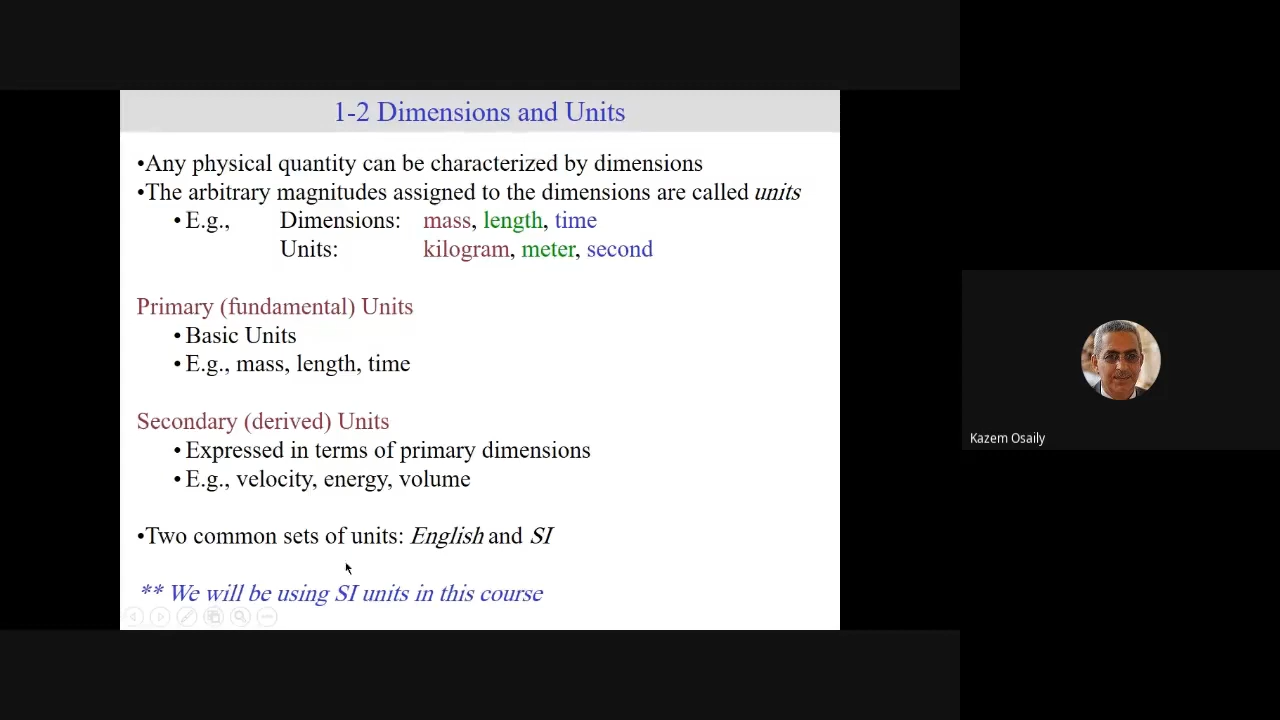 1-2 Dimensions and Units
•Any physical quantity can be characterized by dimensions
•The arbitrary magnitudes assigned to the dimensions are called units
•E.g., Dimensions: mass, length, time
Units: kilogram, meter, second
Primary (fundamental) Units
•Basic Units
•E.g., mass, length, time
Secondary (derived) Units
•Expressed in terms of primary dimensions
•E.g., velocity, energy, volume
•Two common sets of units: English and SI
** We will be using SI units in this course
Kazem Osaily